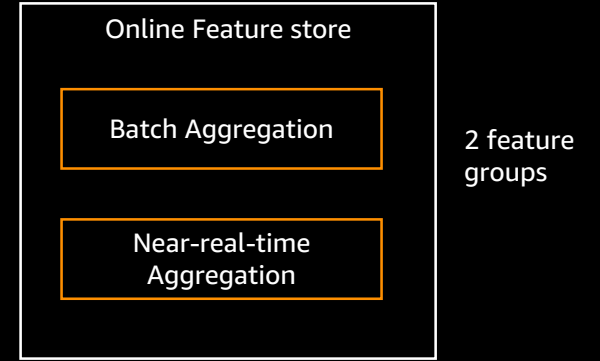 Online Feature store
Batch Aggregation
2 feature
groups
Near-real-time
Aggregation